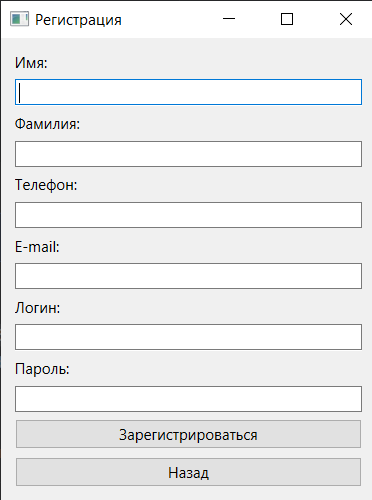 Регистрация
Имя:
Фамилия:
Телефон:
E-mail:
Логин:
Пароль:
Зарегистрироваться
Назад